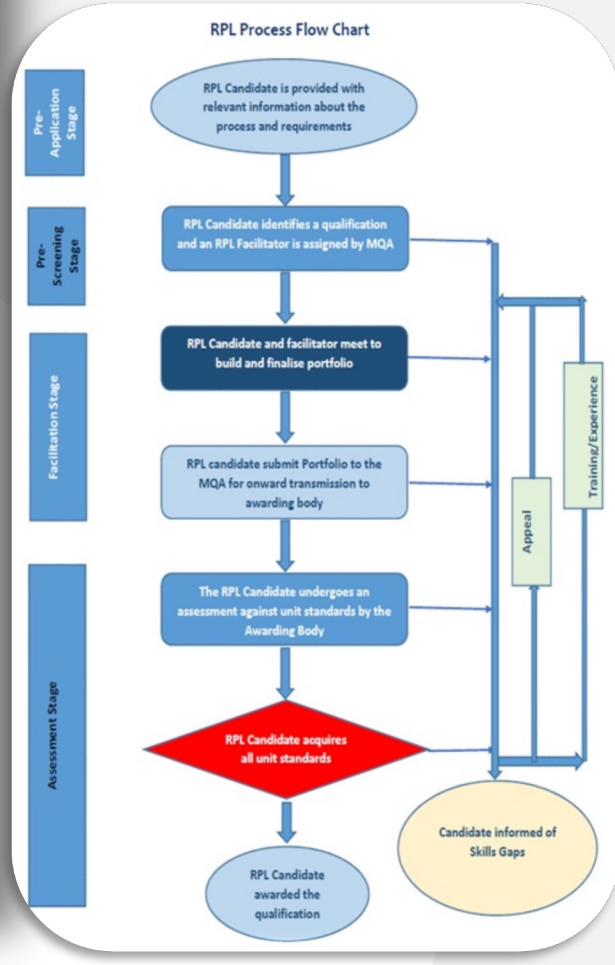 RPL Process Flow Chart
Pre-
Application
Stage
RPL Candidate is provided with
relevant information about the
process and requirements
Pre-
Screening
Stage
RPL Candidate identifies a qualification
and an RPL Facilitator is assigned by MQA
Facilitation Stage
RPL Candidate and facilitator meet to
build and finalise portfolio
RPL candidate submit Portfolio to the
MQA for onward transmission to
awarding body
Appeal
Training/Experience
Assessment Stage
The RPL Candidate undergoes an
assessment against unit standards by the
Awarding Body
RPL Candidate acquires
all unit standards
Candidate informed of
Skills Gaps
RPL Candidate
awarded the
qualification